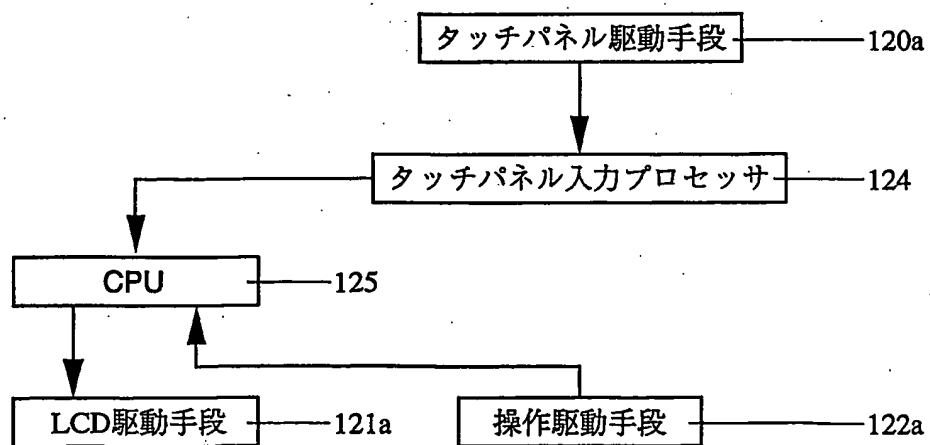 タッチパネル駆動手段 120a
タッチパネル入力プロセッサ 124
CPU 125
LCD駆動手段 121a
操作駆動手段 122a